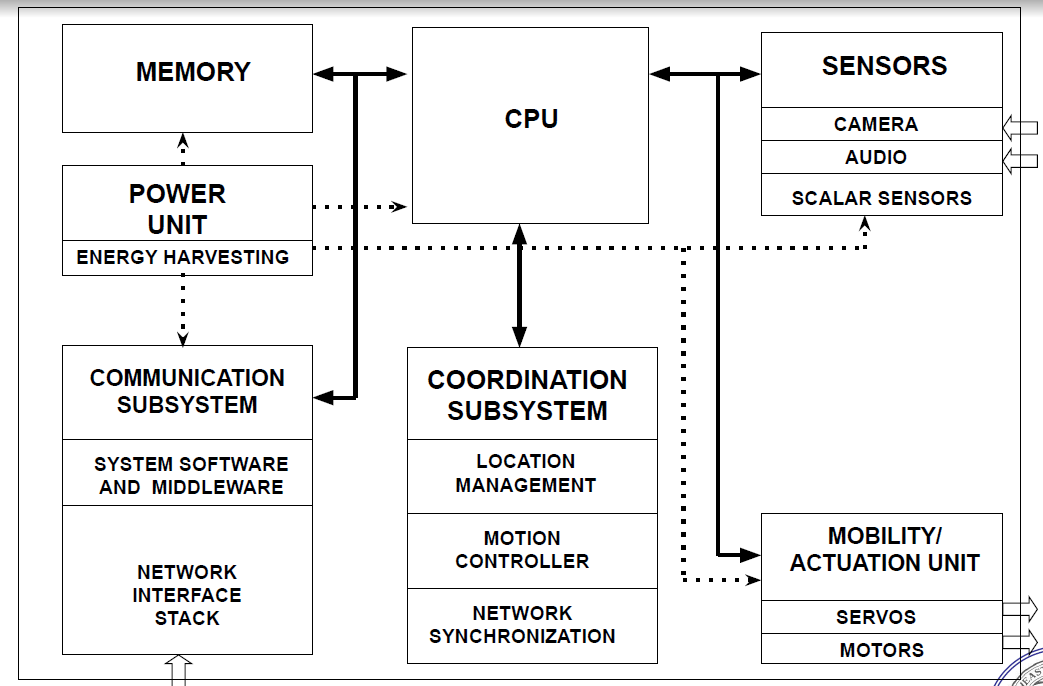 MEMORY
CPU
SENSORS
CAMERA
AUDIO
SCALAR SENSORS
POWER
UNIT
ENERGY HARVESTING
COMMUNICATION
SUBSYSTEM
SYSTEM SOFTWARE
AND MIDDLEWARE
NETWORK
INTERFACE
STACK
COORDINATION
SUBSYSTEM
LOCATION
MANAGEMENT
MOTION
CONTROLLER
NETWORK
SYNCHRONIZATION
MOBILITY/
ACTUATION UNIT
SERVOS
MOTORS